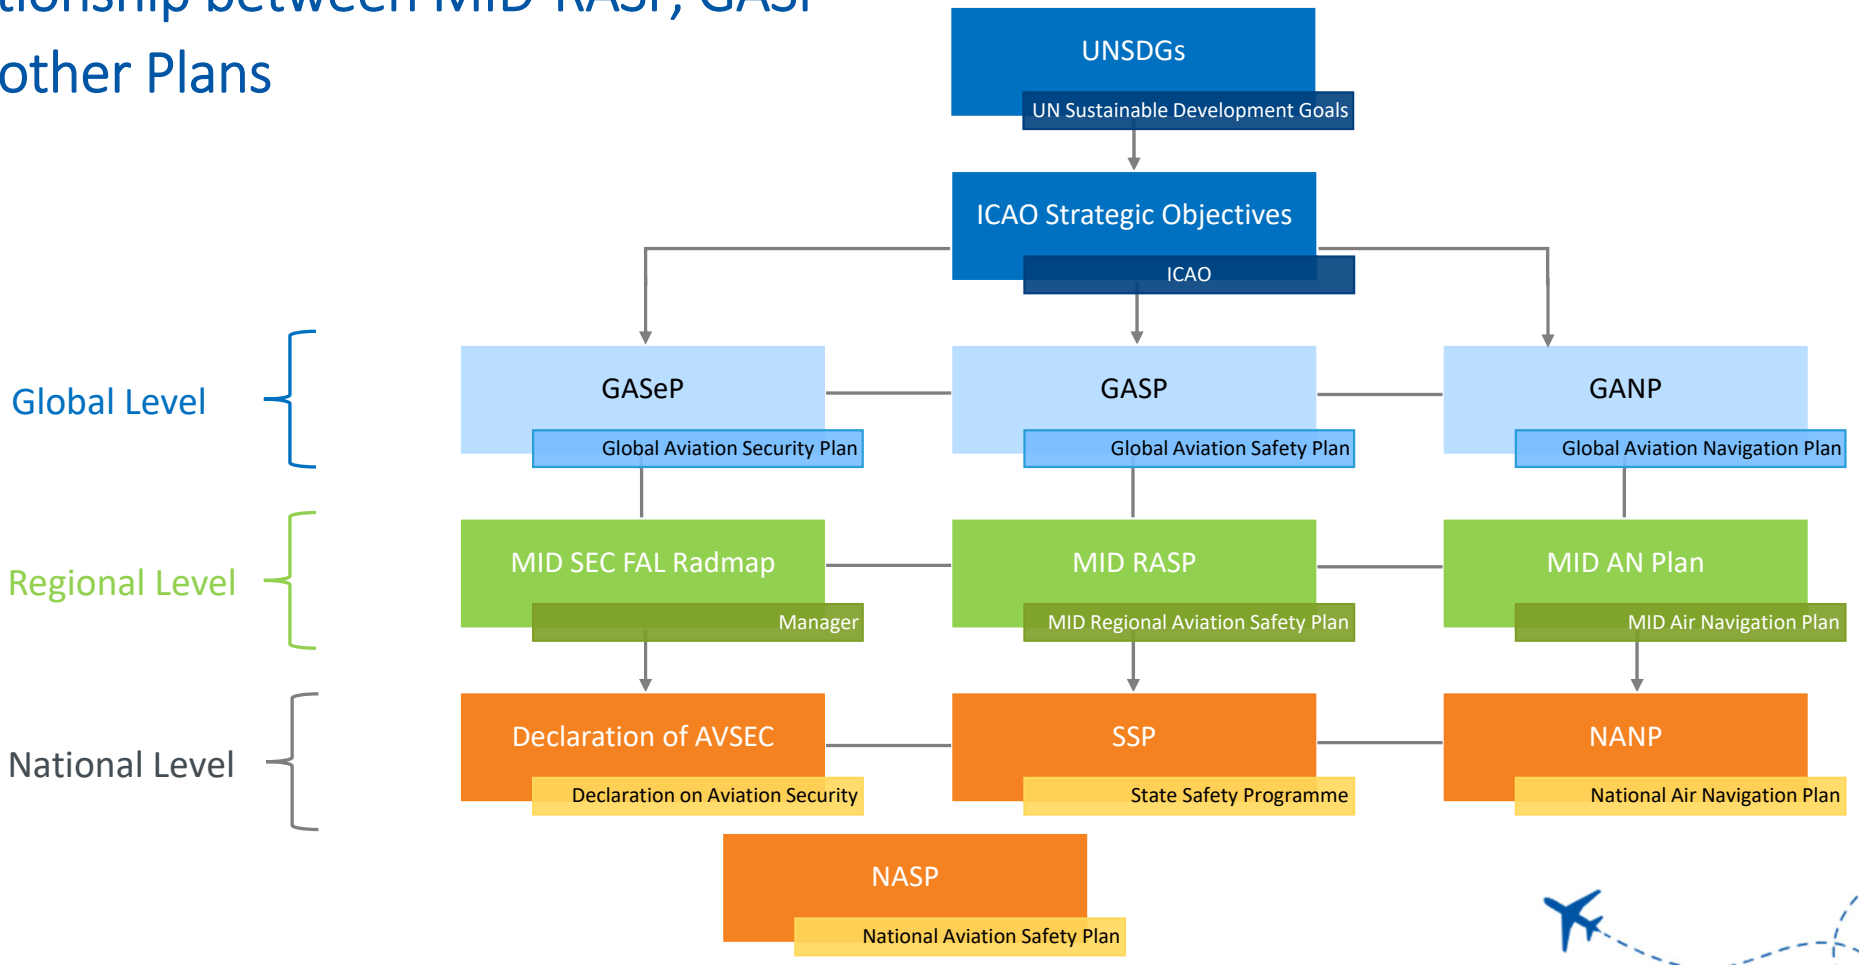 other Plans
UNSDGs
UN Sustainable Development Goals
ICAO Strategic Objectives
ICAO
Global Level
GASeP
Global Aviation Security Plan
GASP
Global Aviation Safety Plan
GANP
Global Aviation Navigation Plan
Regional Level
MID SEC FAL Radmap
Manager
MID RASP
MID Regional Aviation Safety Plan
MID AN Plan
MID Air Navigation Plan
National Level
Declaration of AVSEC
Declaration on Aviation Security
SSP
State Safety Programme
NANP
National Air Navigation Plan
NASP
National Aviation Safety Plan